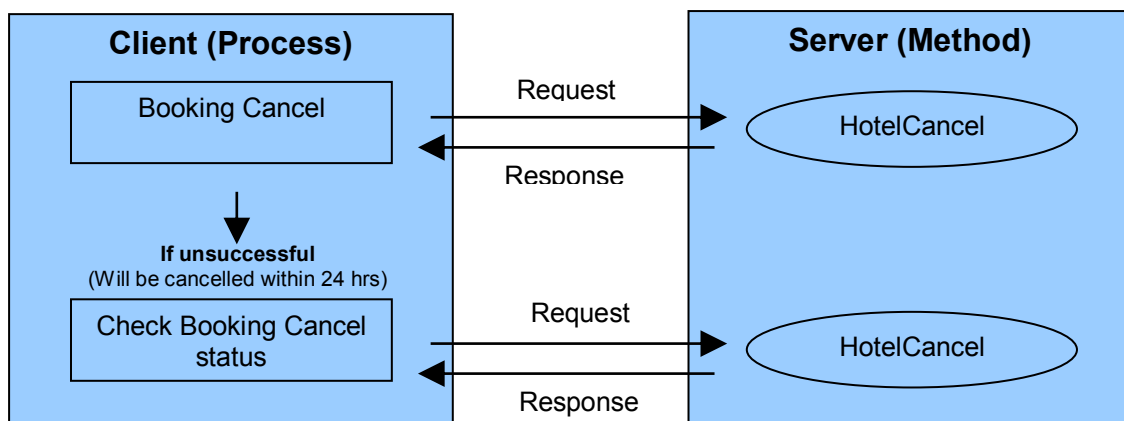 Client (Process)
Server (Method)
Booking Cancel
Request
HotelCancel
Response
If unsuccessful
(Will be cancelled within 24 hrs)
Check Booking Cancel
status
Request
HotelCancel
Response